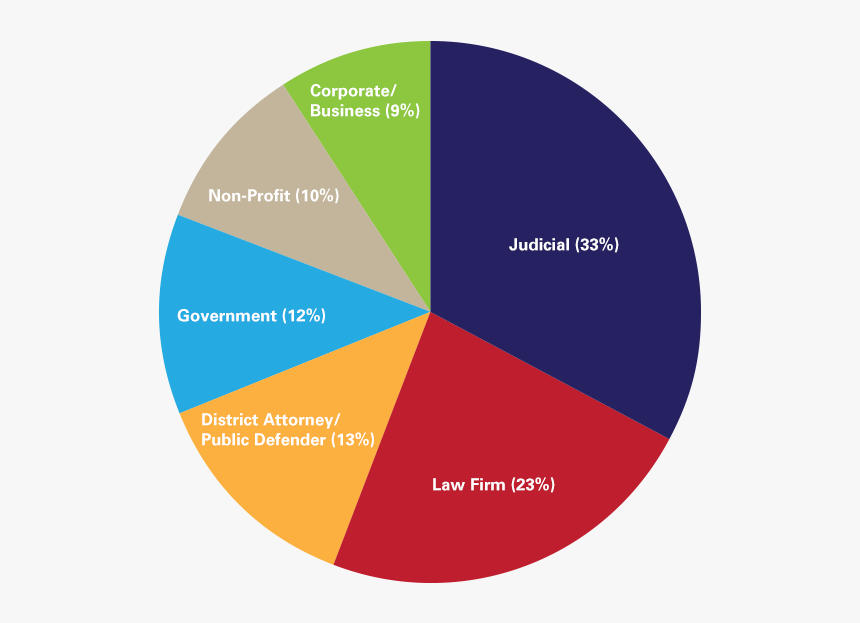 Corporate/
Business (9%)
Non-Profit (10%)
Judicial (33%)
Government (12%)
District Attorney/
Public Defender (13%)
Law Firm (23%)